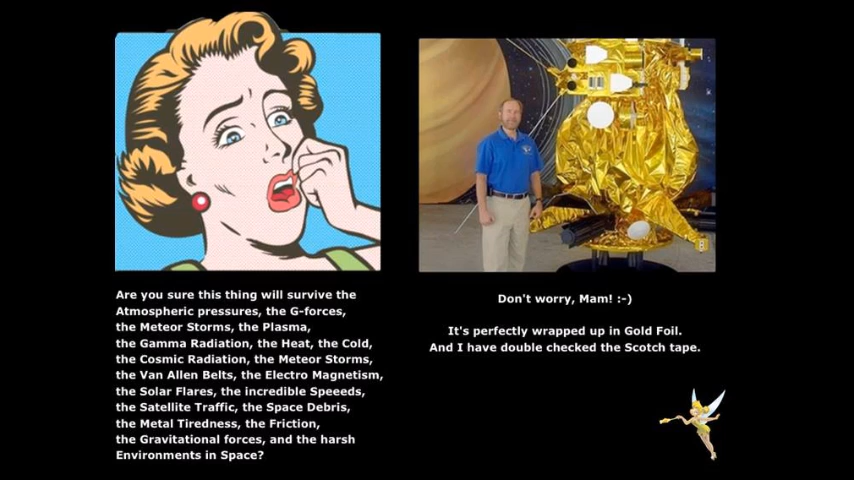 Are you sure this thing will survive the
Atmospheric pressures, the G-forces,
the Meteor Storms, the Plasma,
the Gamma Radiation, the Heat, the Cold,
the Cosmic Radiation, the Meteor Storms,
the Van Allen Belts, the Electro Magnetism,
the Solar Flares, the incredible Speeeds,
the Satellite Traffic, the Space Debris,
the Metal Tiredness, the Friction,
the Gravitational forces, and the harsh
Environments in Space?
Don't worry, Mam! :-)
It's perfectly wrapped up in Gold Foil.
And I have double checked the Scotch tape.